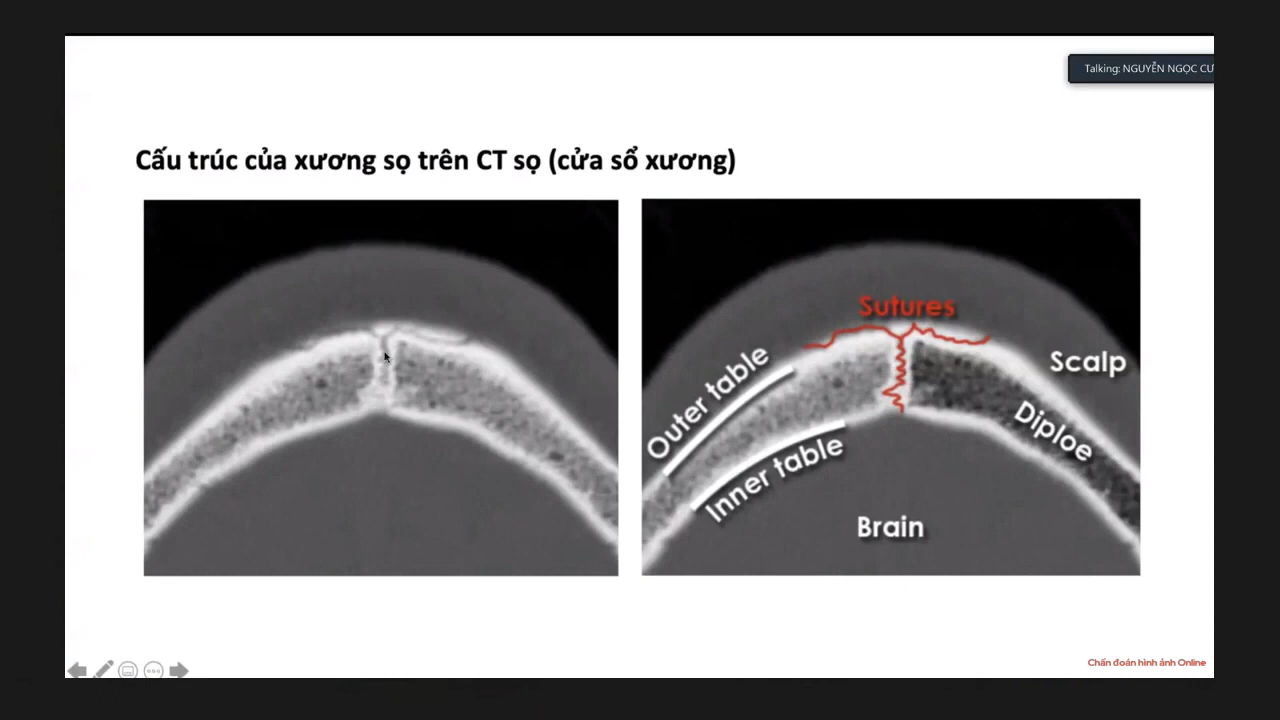 Talking: NGUYỄN NGỌC CƯ
Cấu trúc của xương sọ trên CT sọ (cửa sổ xương)
Sutures
Scalp
Outer table
Diploe
Inner table
Brain
Chẩn đoán hình ảnh Online